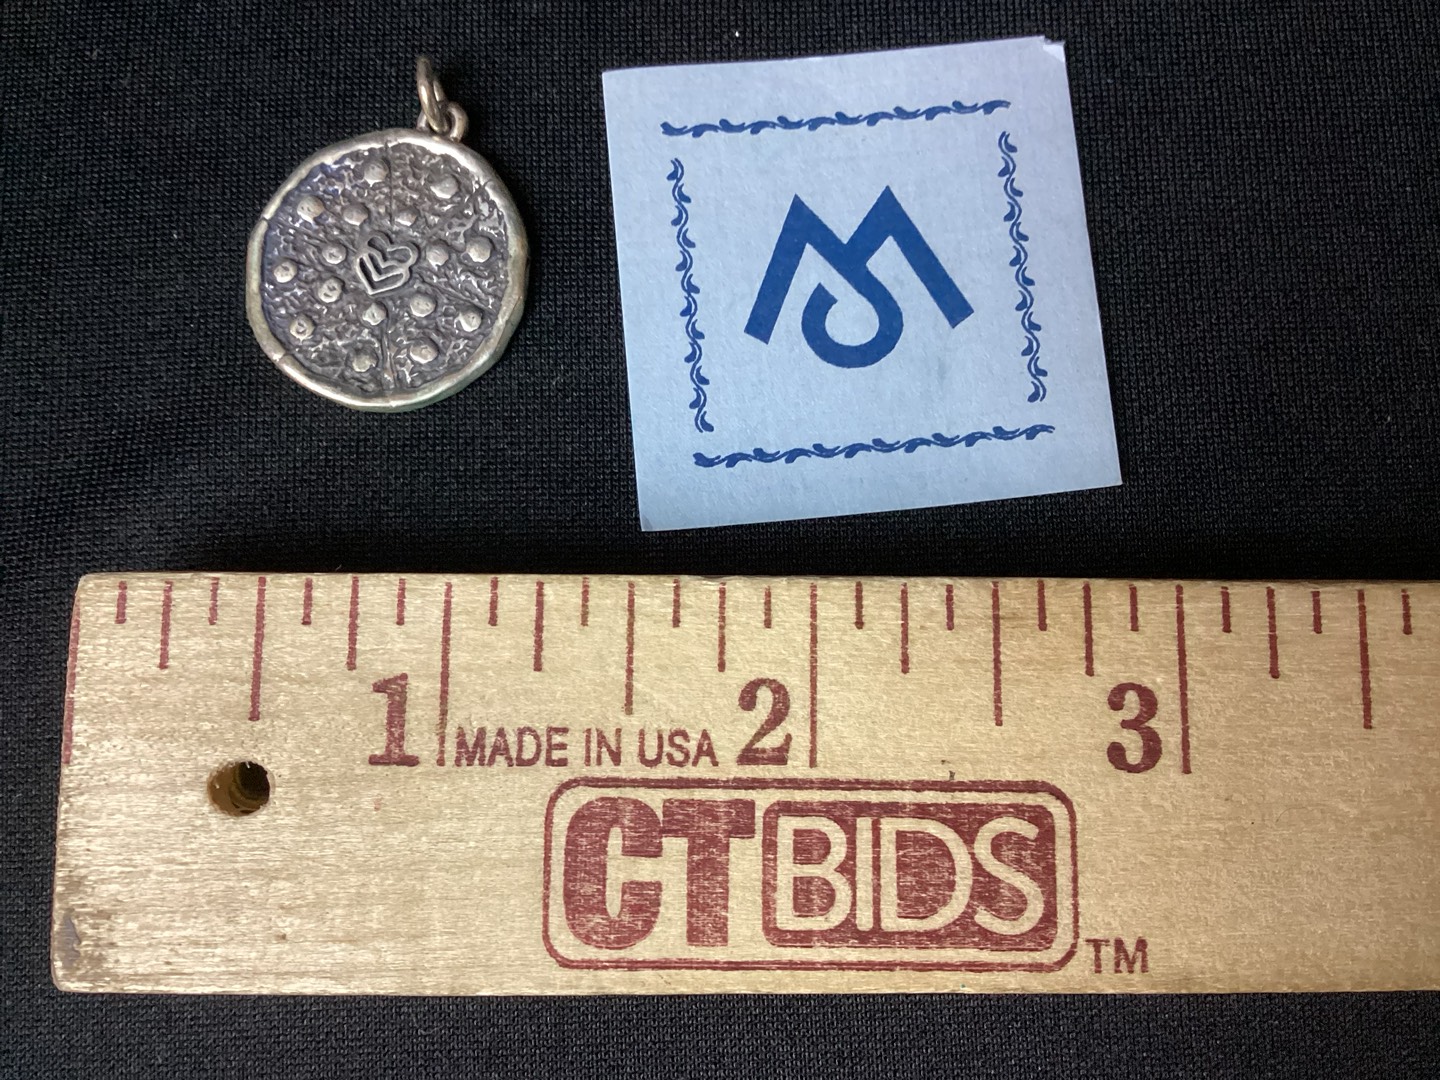 1 MADE IN USA 2 3
CTBIDS TM